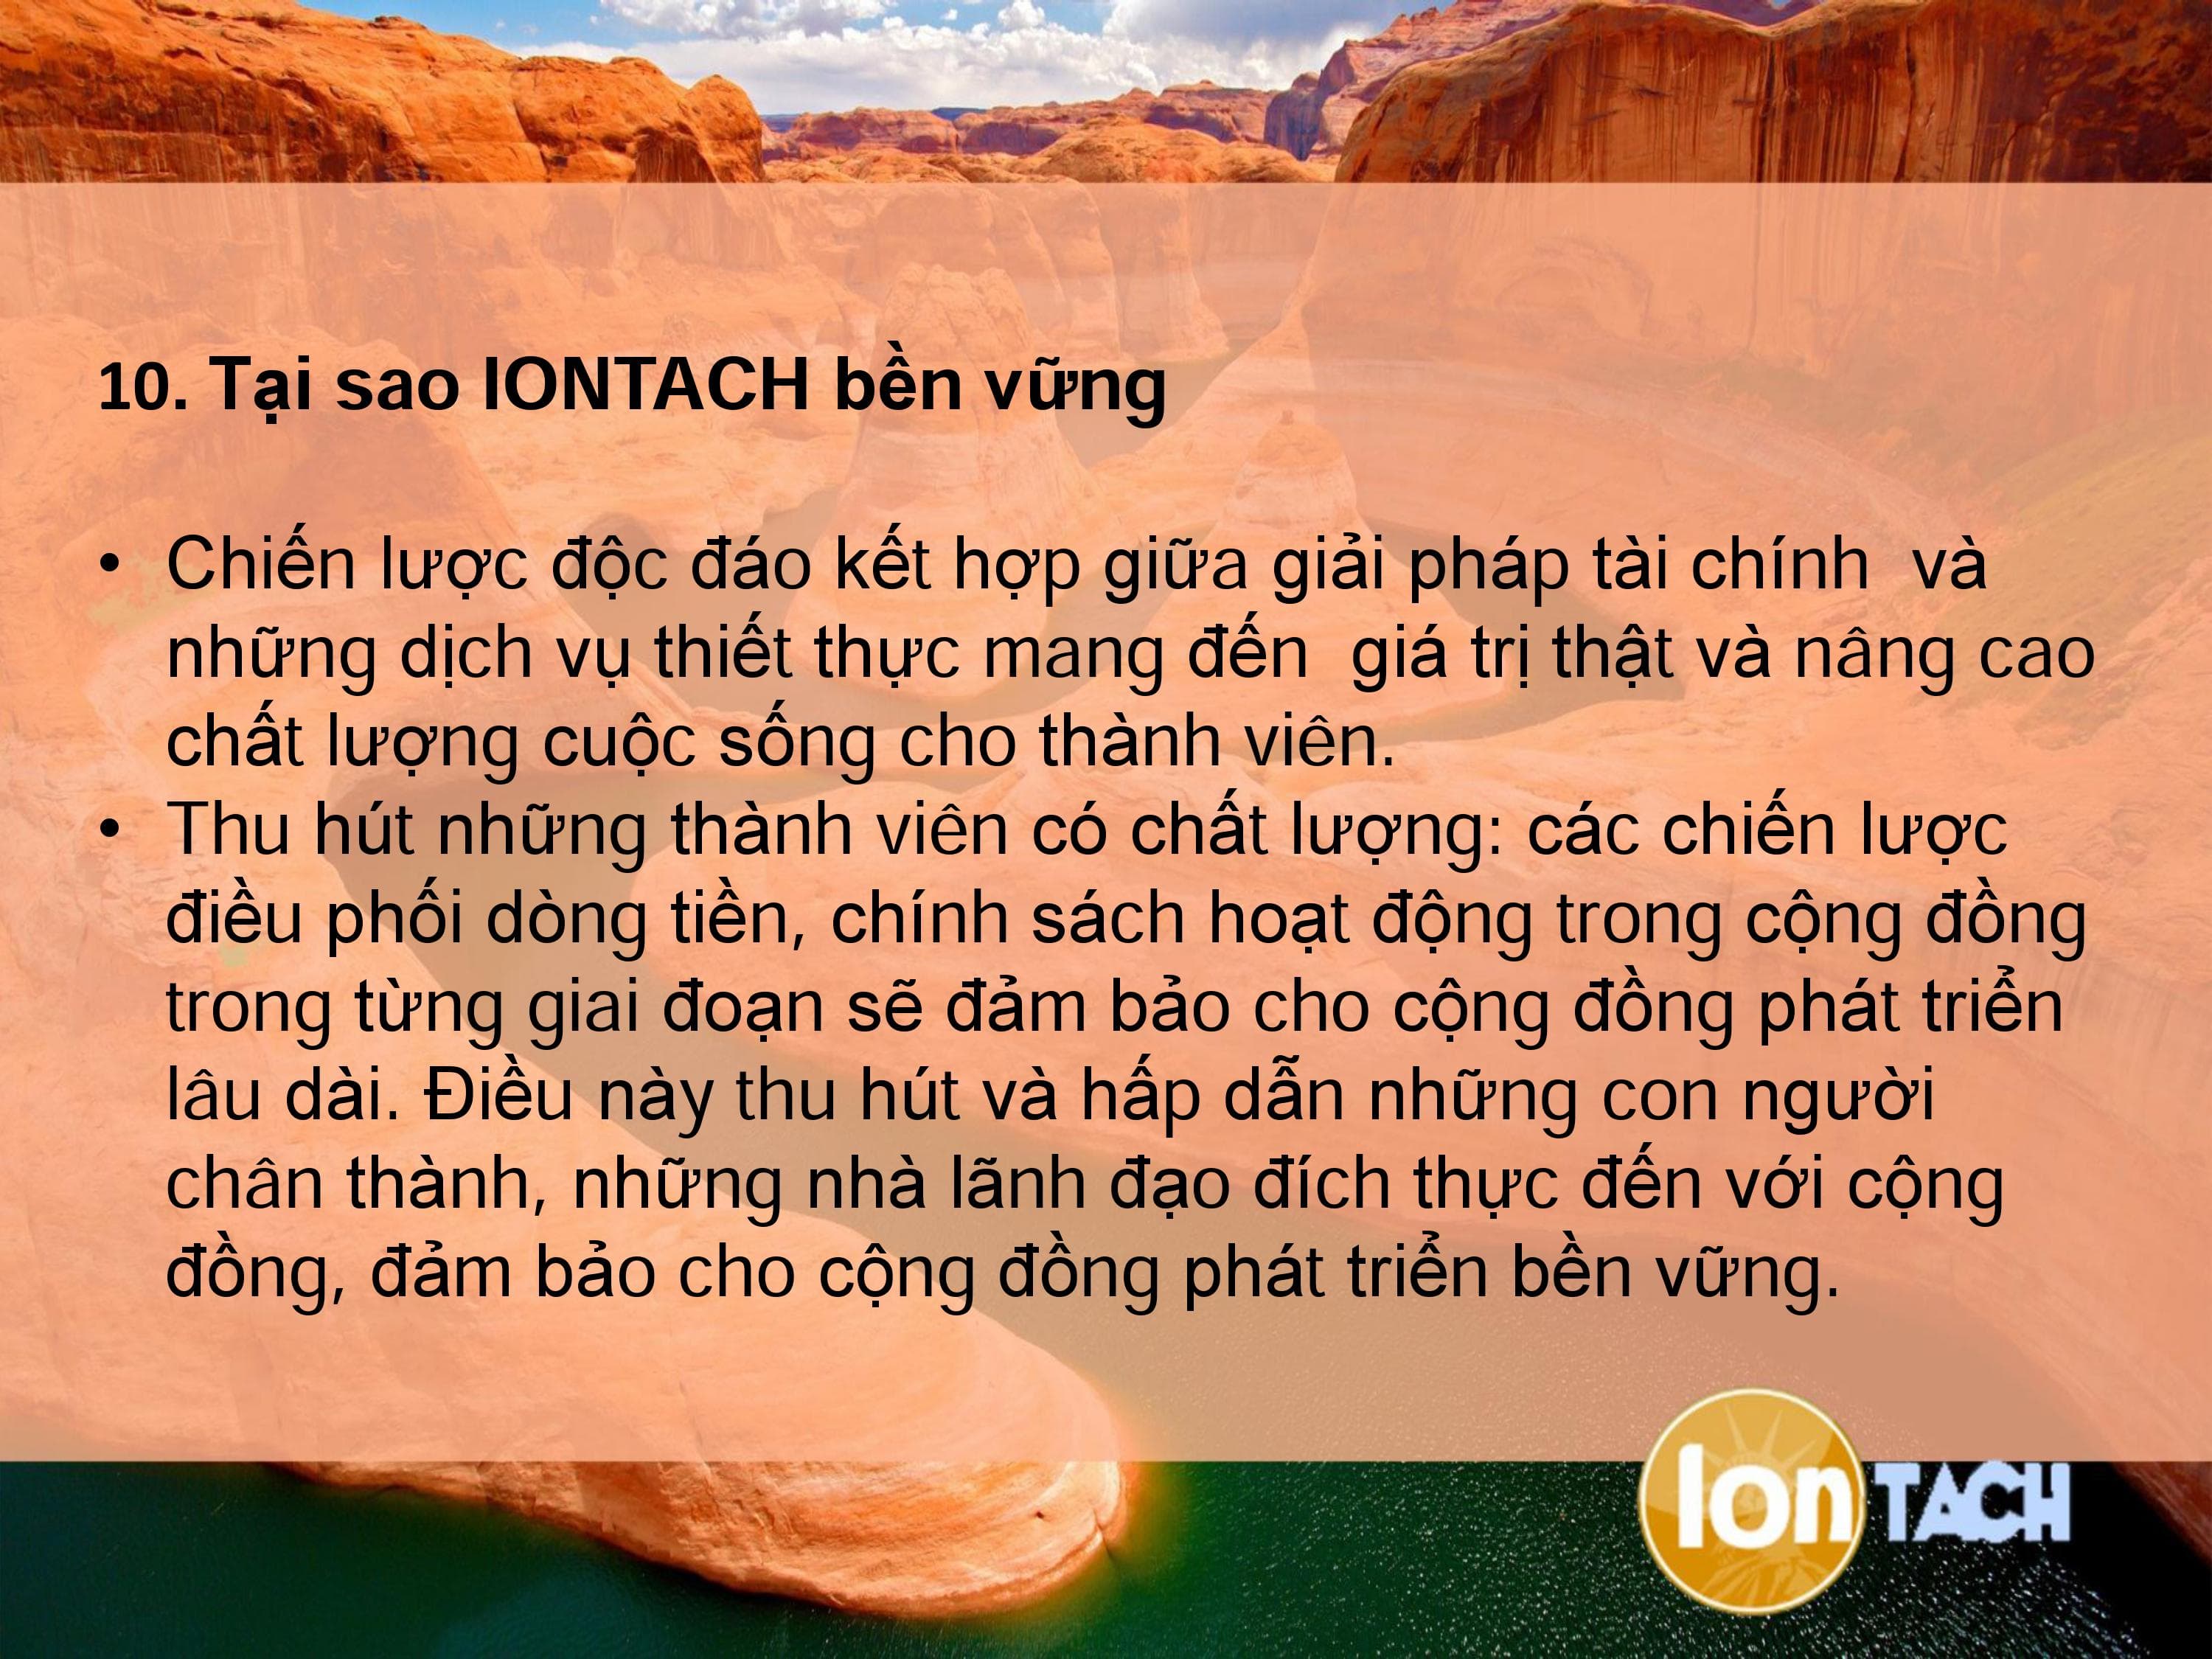 10. Tại sao IONTACH bền vững
• Chiến lược độc đáo kết hợp giữa giải pháp tài chính và
những dịch vụ thiết thực mang đến giá trị thật và nâng cao
chất lượng cuộc sống cho thành viên.
• Thu hút những thành viên có chất lượng: các chiến lược
điều phối dòng tiền, chính sách hoạt động trong cộng đồng
trong từng giai đoạn sẽ đảm bảo cho cộng đồng phát triển
lâu dài. Điều này thu hút và hấp dẫn những con người
chân thành, những nhà lãnh đạo đích thực đến với cộng
đồng, đảm bảo cho cộng đồng phát triển bền vững.
Ion TACH